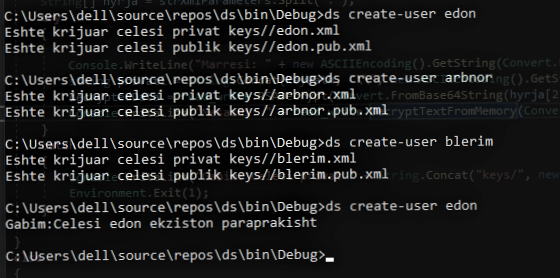 C:\Users\dell\source\repos\ds\bin\Debug>ds create-user edon
Eshte krijuar celesi privat keys//edon.xml
Eshte krijuar celesi publik keys//edon.pub.xml
C:\Users\dell\source\repos\ds\bin\Debug>ds create-user arbnor
Eshte krijuar celesi privat keys//arbnor.xml
Eshte krijuar celesi publik keys//arbnor.pub.xml
C:\Users\dell\source\repos\ds\bin\Debug>ds create-user blerim
Eshte krijuar celesi privat keys//blerim.xml
Eshte krijuar celesi publik keys//blerim.pub.xml
C:\Users\dell\source\repos\ds\bin\Debug>ds create-user edon
Gabim:Celesi edon ekziston paraprakisht
C:\Users\dell\source\repos\ds\bin\Debug>